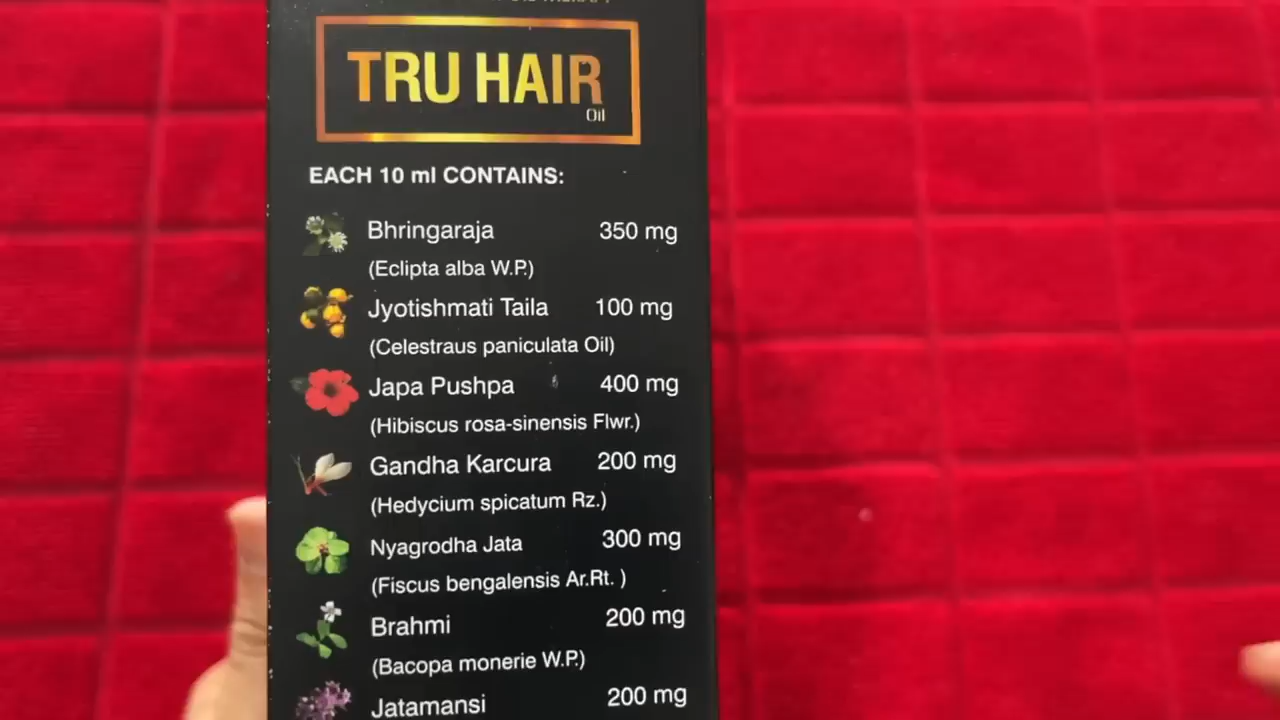 TRU HAIR
Oil
EACH 10 ml CONTAINS:
Bhringaraja 350 mg
(Eclipta alba W.P.)
Jyotishmati Taila 100 mg
(Celestraus paniculata Oil)
Japa Pushpa 400 mg
(Hibiscus rosa-sinensis Flwr.)
Gandha Karcura 200 mg
(Hedycium spicatum Rz.)
Nyagrodha Jata 300 mg
(Fiscus bengalensis Ar.Rt. )
Brahmi 200 mg
(Bacopa monerie W.P.)
Jatamansi 200 mg